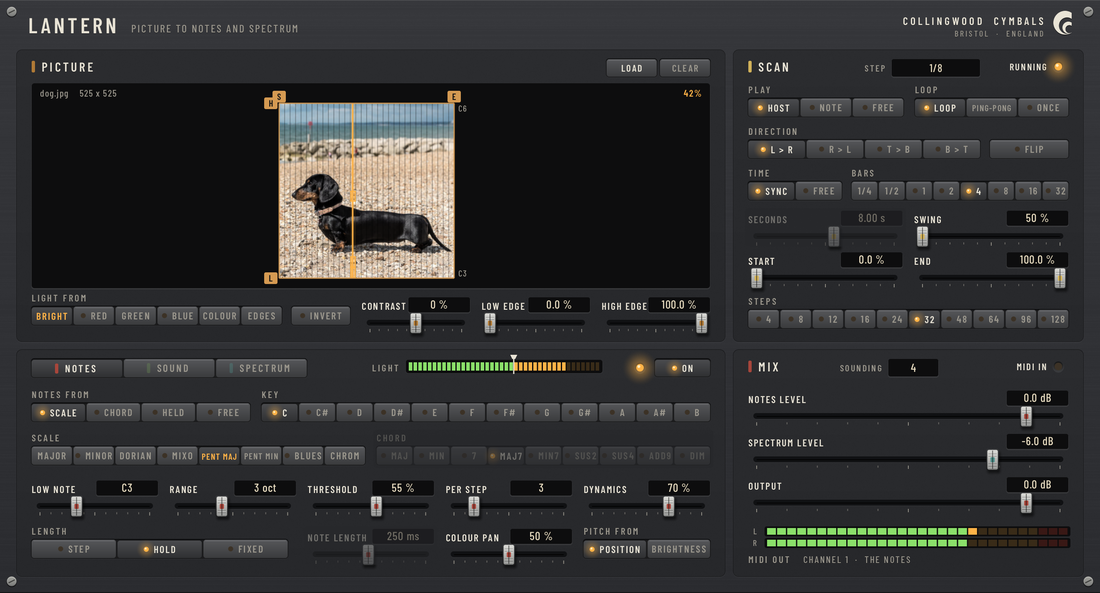 LANTERN PICTURE TO NOTES AND SPECTRUM
COLLINGWOOD CYMBALS
BRISTOL - ENGLAND
PICTURE LOAD CLEAR
dog.jpg 525 x 525 42%
H S E
C6
L C3
LIGHT FROM
BRIGHT RED GREEN BLUE COLOUR EDGES INVERT
CONTRAST 0 % LOW EDGE 0.0 % HIGH EDGE 100.0 %
SCAN STEP 1/8 RUNNING
PLAY LOOP
HOST NOTE FREE LOOP PING-PONG ONCE
DIRECTION
L > R R > L T > B B > T FLIP
TIME BARS
SYNC FREE 1/4 1/2 1 2 4 8 16 32
SECONDS 8.00 s SWING 50 %
START 0.0 % END 100.0 %
STEPS
4 8 12 16 24 32 48 64 96 128
NOTES SOUND SPECTRUM LIGHT ON
NOTES FROM KEY
SCALE CHORD HELD FREE C C# D D# E F F# G G# A A# B
SCALE CHORD
MAJOR MINOR DORIAN MIXO PENT MAJ PENT MIN BLUES CHROM MAJ MIN 7 MAJ7 MIN7 SUS2 SUS4 ADD9 DIM
LOW NOTE C3 RANGE 3 oct THRESHOLD 55 % PER STEP 3 DYNAMICS 70 %
LENGTH NOTE LENGTH 250 ms COLOUR PAN 50 % PITCH FROM
STEP HOLD FIXED POSITION BRIGHTNESS
MIX SOUNDING 4 MIDI IN
NOTES LEVEL 0.0 dB
SPECTRUM LEVEL -6.0 dB
OUTPUT 0.0 dB
L
R
MIDI OUT CHANNEL 1 - THE NOTES